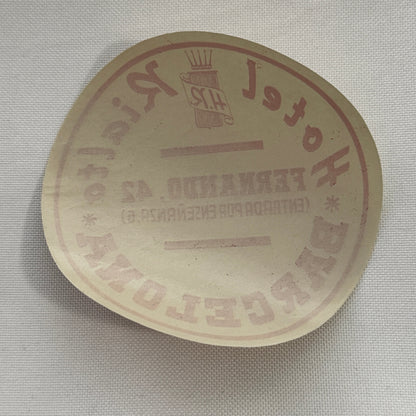 Hotel Rialto
H.R.
FERNANDO, 42
(ENTRADA POR ENSEÑANZA 6)
* BARCELONA *